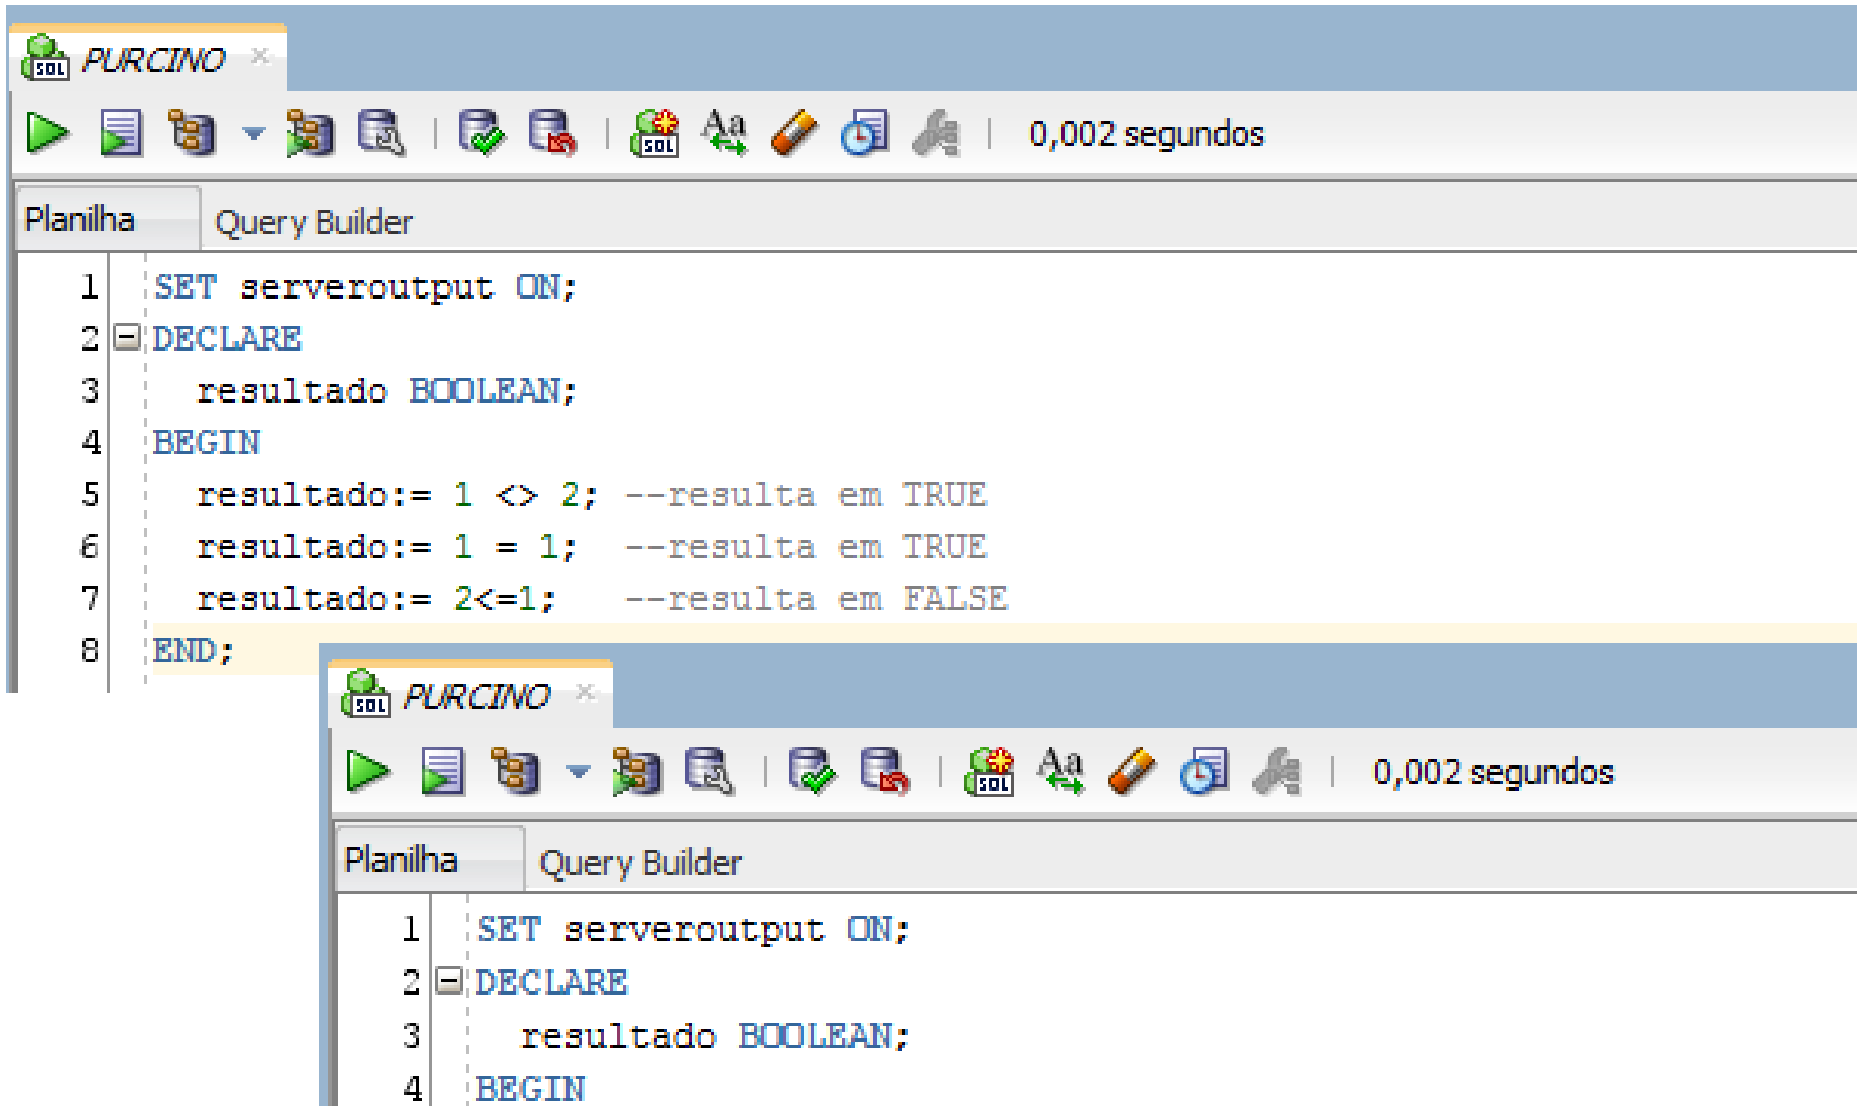 PURCINO
0,002 segundos
Planilha Query Builder
1 SET serveroutput ON;
2 DECLARE
3 resultado BOOLEAN;
4 BEGIN
5 resultado:= 1 <> 2; --resulta em TRUE
6 resultado:= 1 = 1; --resulta em TRUE
7 resultado:= 2<=1; --resulta em FALSE
8 END;
PURCINO
0,002 segundos
Planilha Query Builder
1 SET serveroutput ON;
2 DECLARE
3 resultado BOOLEAN;
4 BEGIN